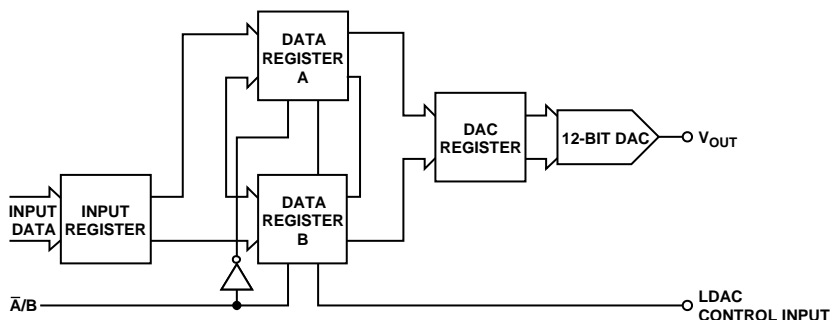 DATA
REGISTER
A
DAC
REGISTER
12-BIT DAC
VOUT
INPUT
DATA
INPUT
REGISTER
DATA
REGISTER
B
A̅/B
LDAC
CONTROL INPUT